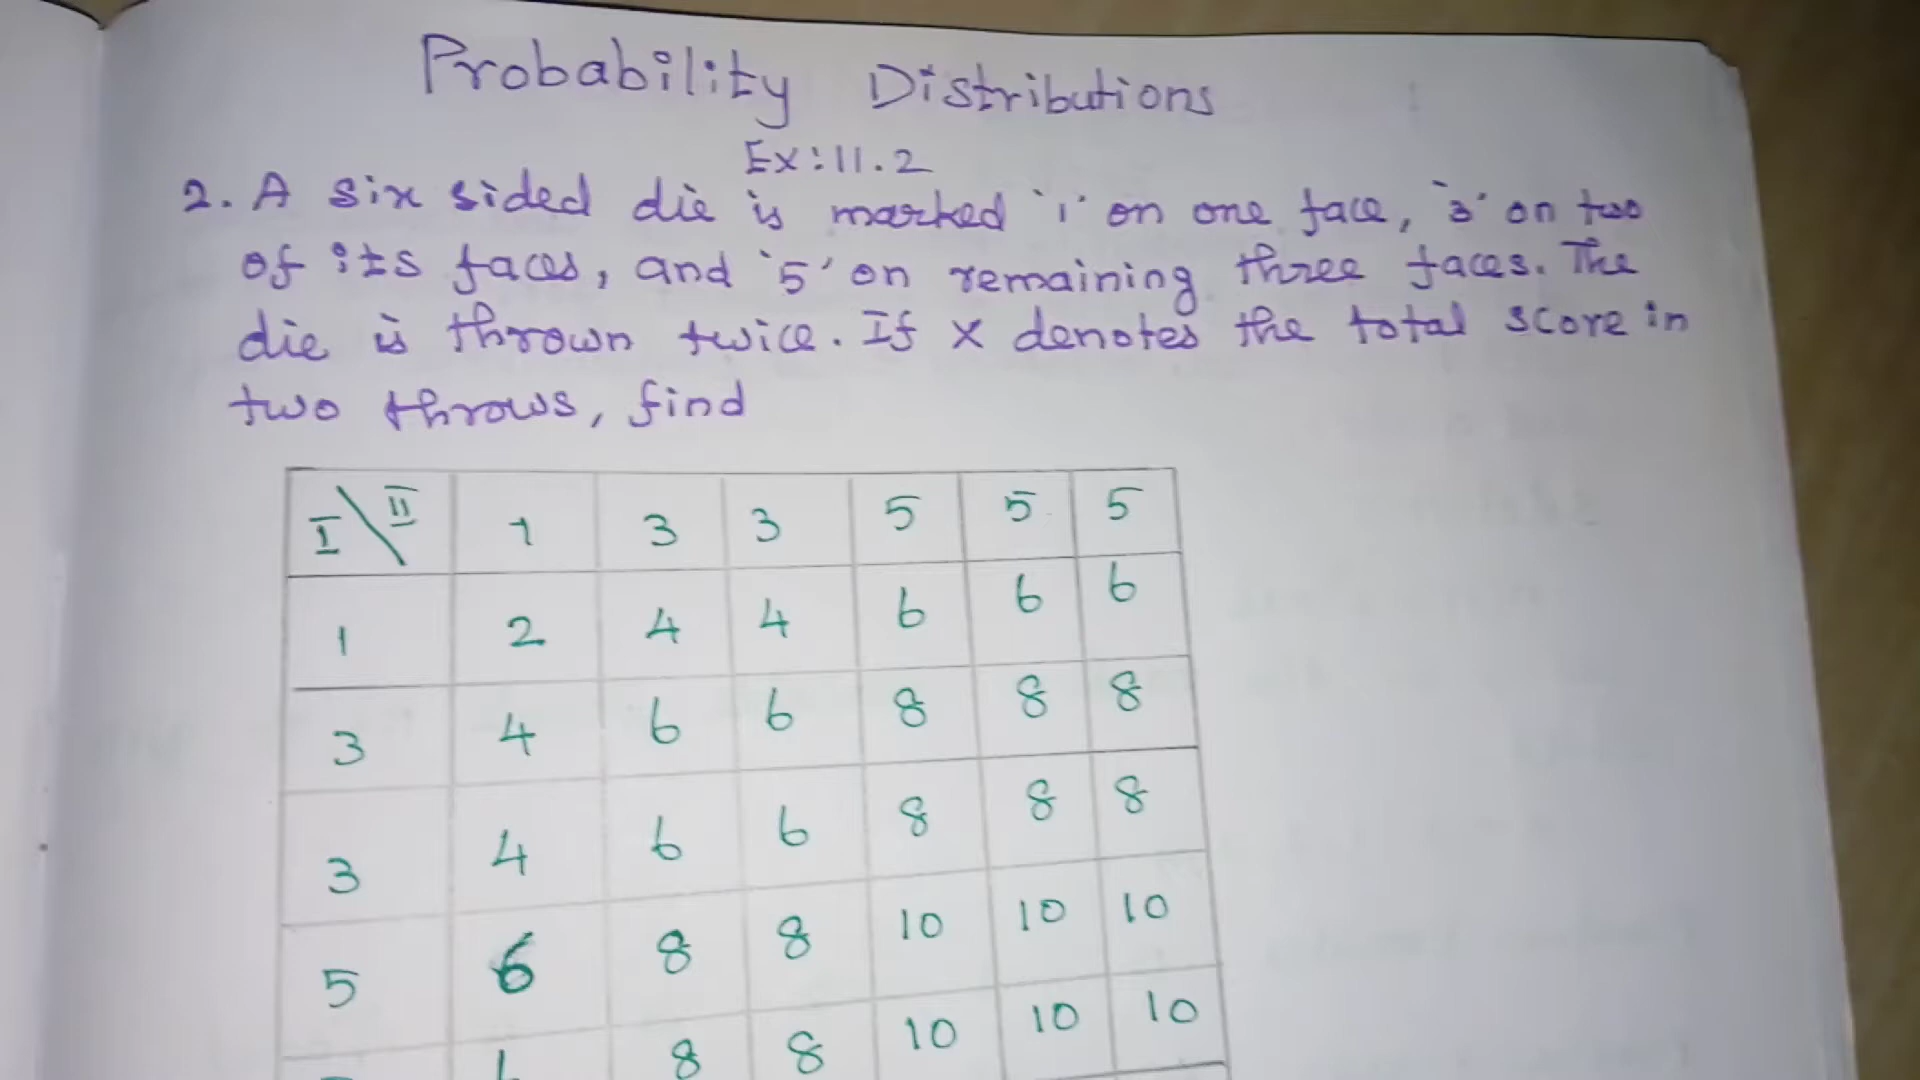 Probability Distributions
Ex:11.2
2. A six sided die is marked '1' on one face, '3' on two
of its faces, and '5' on remaining three faces. The
die is thrown twice. If X denotes the total score in
two throws, find
I \ II 1 3 3 5 5 5
1 2 4 4 6 6 6
3 4 6 6 8 8 8
3 4 6 6 8 8 8
5 6 8 8 10 10 10
8 8 10 10 10